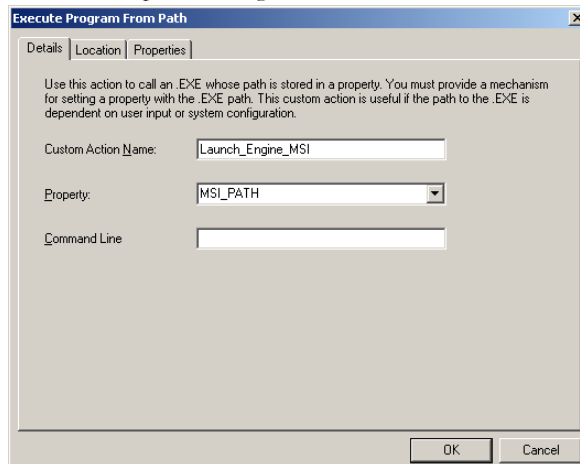 Execute Program From Path
Details Location Properties
Use this action to call an .EXE whose path is stored in a property. You must provide a mechanism
for setting a property with the .EXE path. This custom action is useful if the path to the .EXE is
dependent on user input or system configuration.
Custom Action Name: Launch_Engine_MSI
Property: MSI_PATH
Command Line
OK Cancel